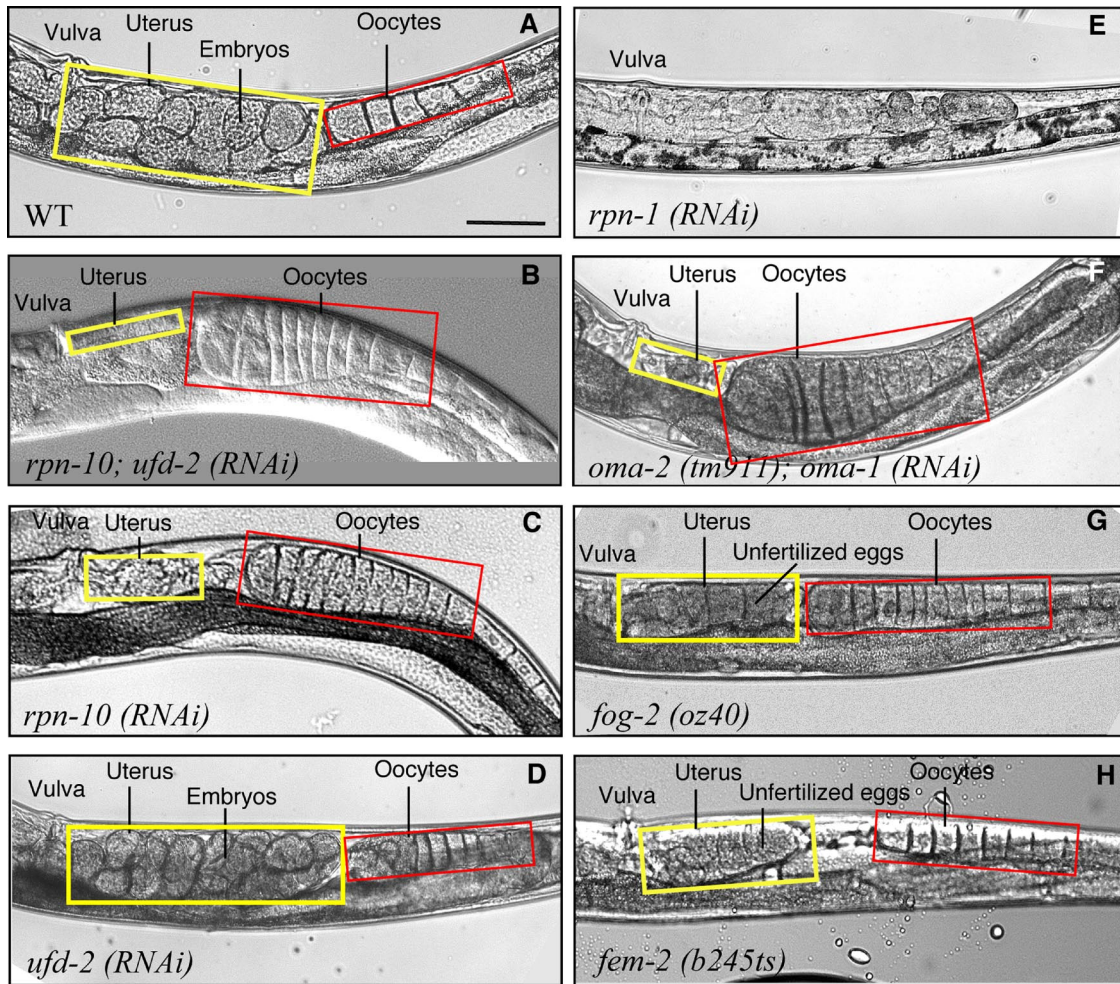 A
Vulva
Uterus
Embryos
Oocytes
WT
B
Vulva
Uterus
Oocytes
rpn-10; ufd-2 (RNAi)
C
Vulva
Uterus
Oocytes
rpn-10 (RNAi)
D
Vulva
Uterus
Embryos
Oocytes
ufd-2 (RNAi)
E
Vulva
rpn-1 (RNAi)
F
Vulva
Uterus
Oocytes
oma-2 (tm911); oma-1 (RNAi)
G
Vulva
Uterus
Unfertilized eggs
Oocytes
fog-2 (oz40)
H
Vulva
Uterus
Unfertilized eggs
Oocytes
fem-2 (b245ts)